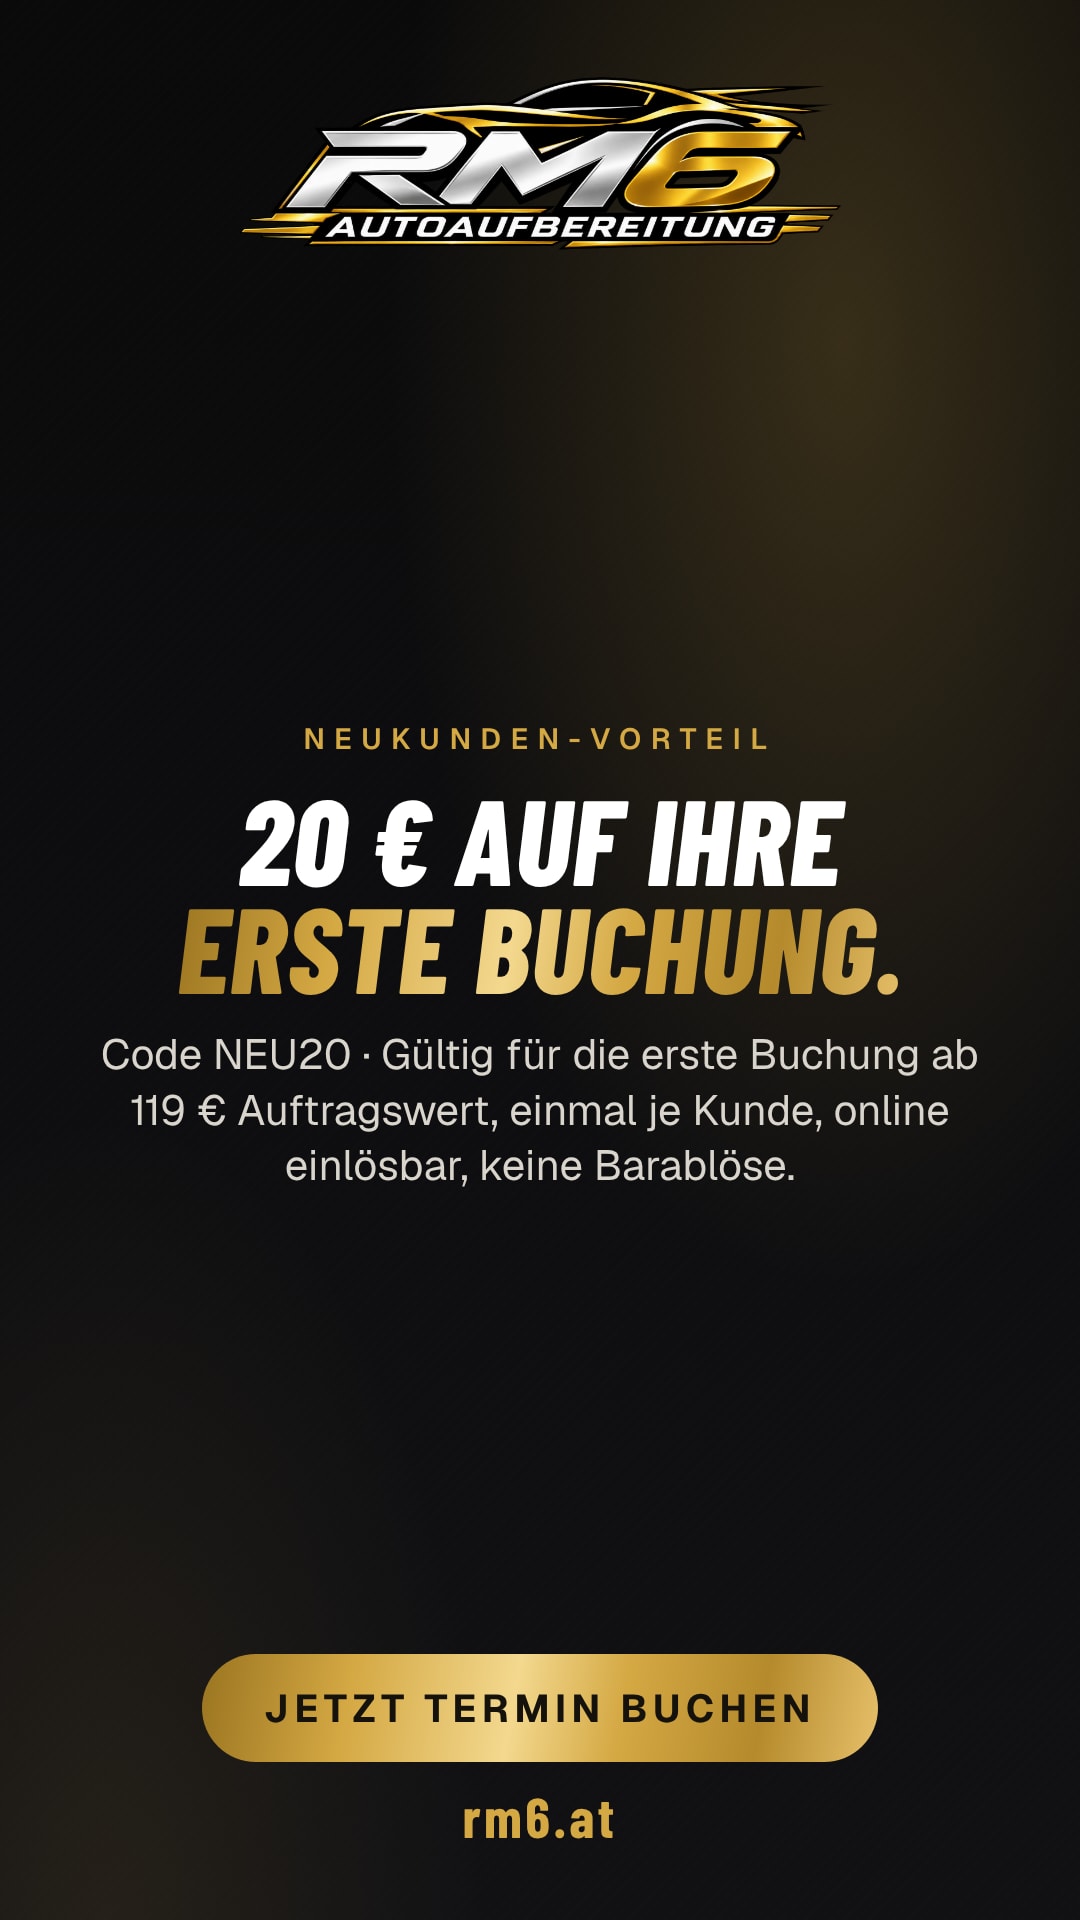 RM6
AUTOAUFBEREITUNG
NEUKUNDEN-VORTEIL
20 € AUF IHRE
ERSTE BUCHUNG.
Code NEU20 · Gültig für die erste Buchung ab
119 € Auftragswert, einmal je Kunde, online
einlösbar, keine Barablöse.
JETZT TERMIN BUCHEN
rm6.at